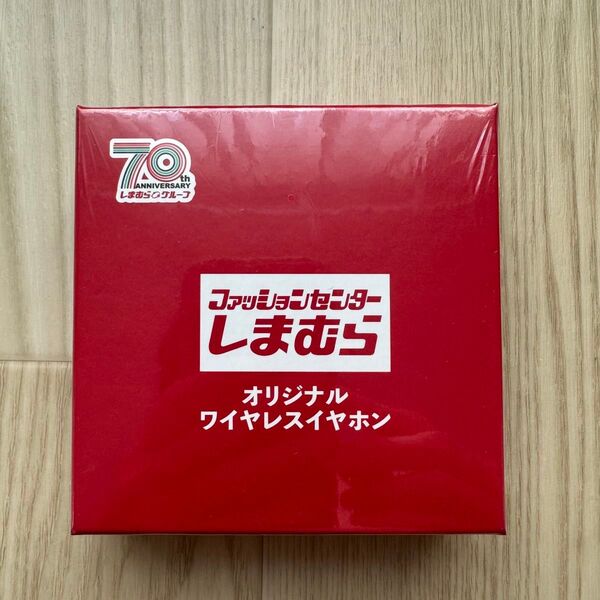 70th
ANNIVERSARY
しまむらグループ
ファッションセンター
しまむら
オリジナル
ワイヤレスイヤホン